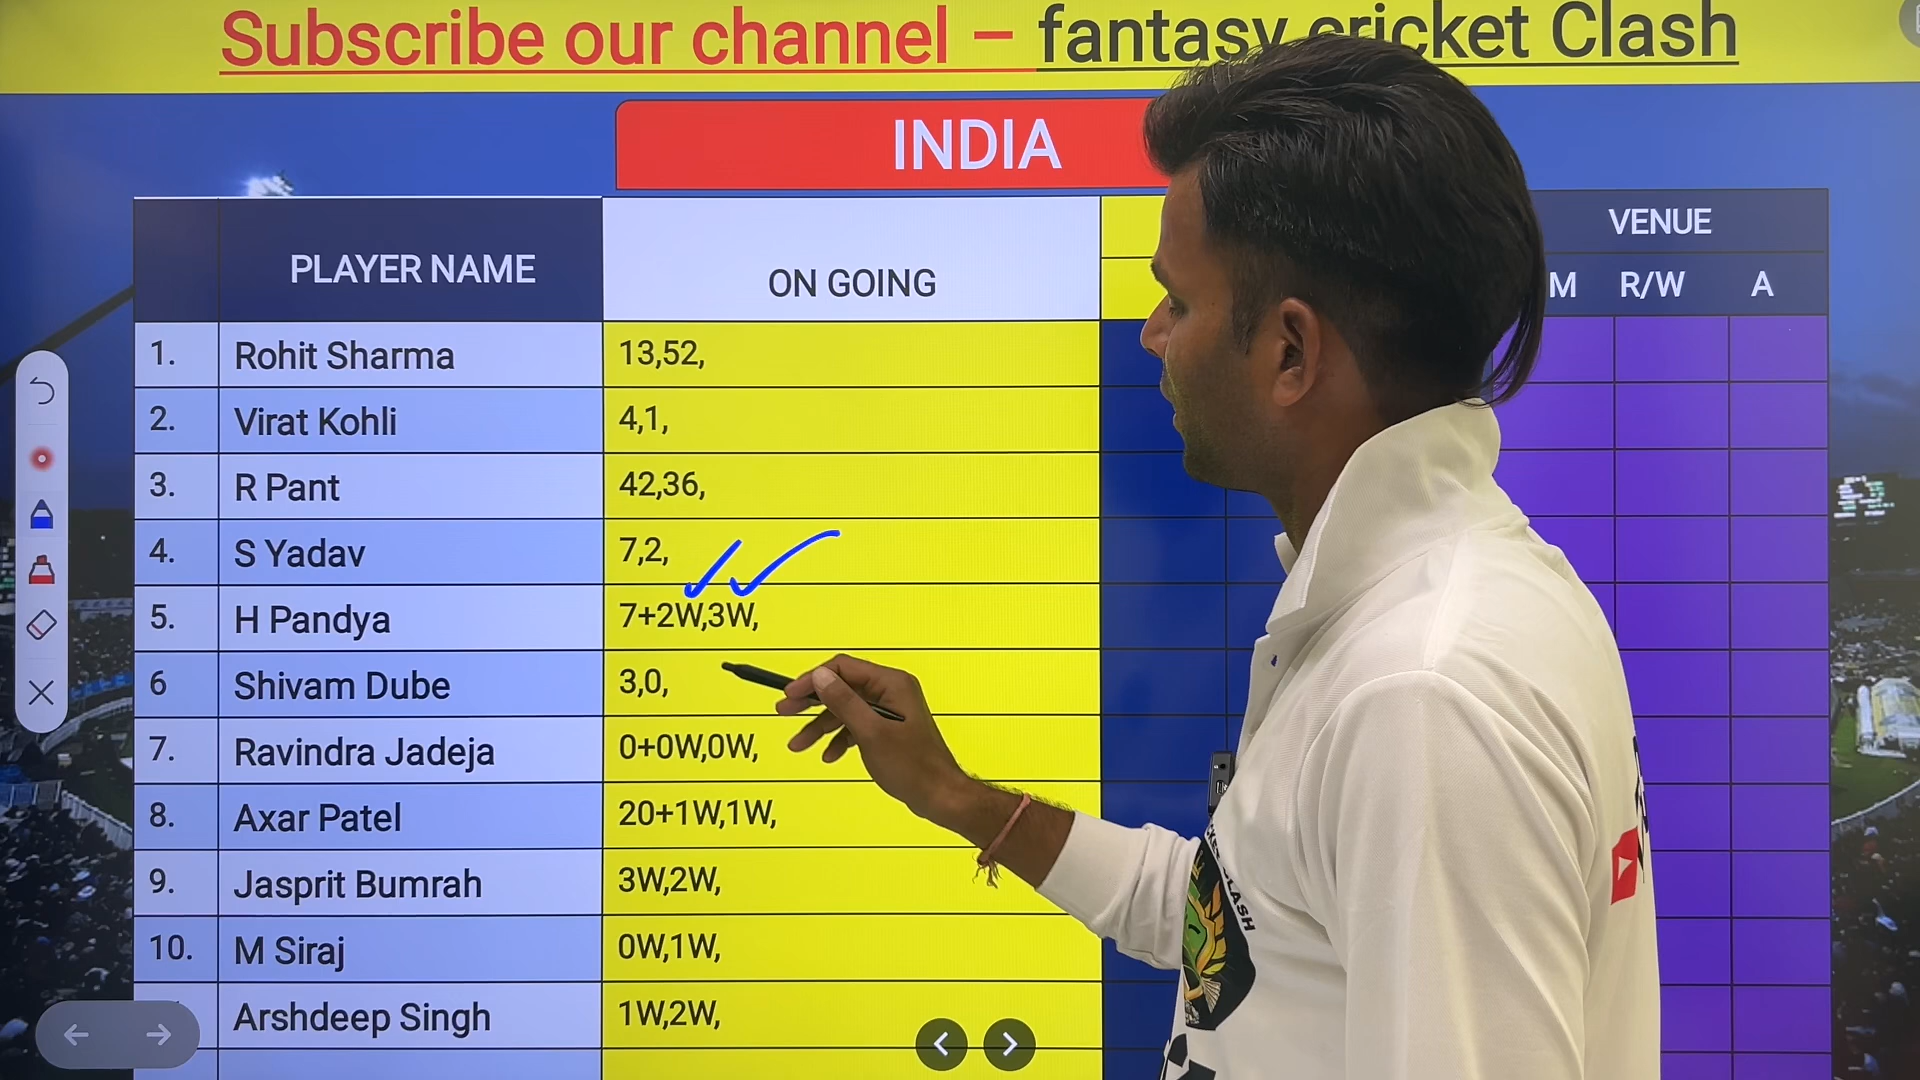 Subscribe our channel – fantasy cricket Clash
INDIA
PLAYER NAME ON GOING VENUE
M R/W A
1. Rohit Sharma 13,52,
2. Virat Kohli 4,1,
3. R Pant 42,36,
4. S Yadav 7,2,
5. H Pandya 7+2W,3W,
6 Shivam Dube 3,0,
7. Ravindra Jadeja 0+0W,0W,
8. Axar Patel 20+1W,1W,
9. Jasprit Bumrah 3W,2W,
10. M Siraj 0W,1W,
Arshdeep Singh 1W,2W,